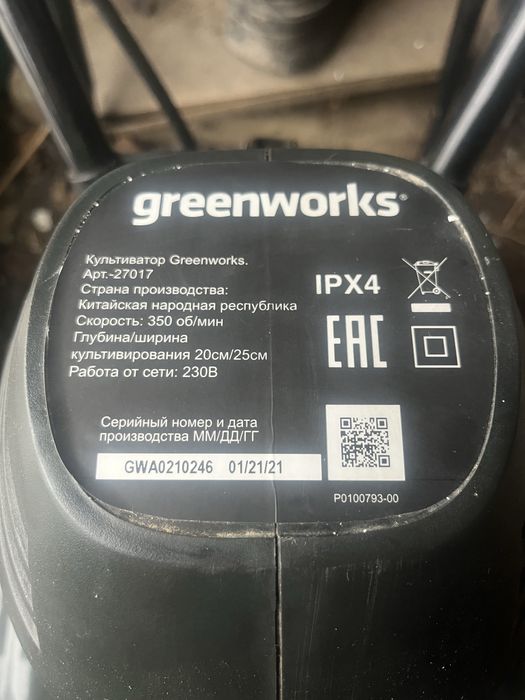 greenworks®
Культиватор Greenworks.
Арт.-27017
Страна производства:
Китайская народная республика
Скорость: 350 об/мин
Глубина/ширина
культивирования 20см/25см
Работа от сети: 230В
IPX4
EAC
Серийный номер и дата
производства ММ/ДД/ГГ
GWA0210246 01/21/21
P0100793-00